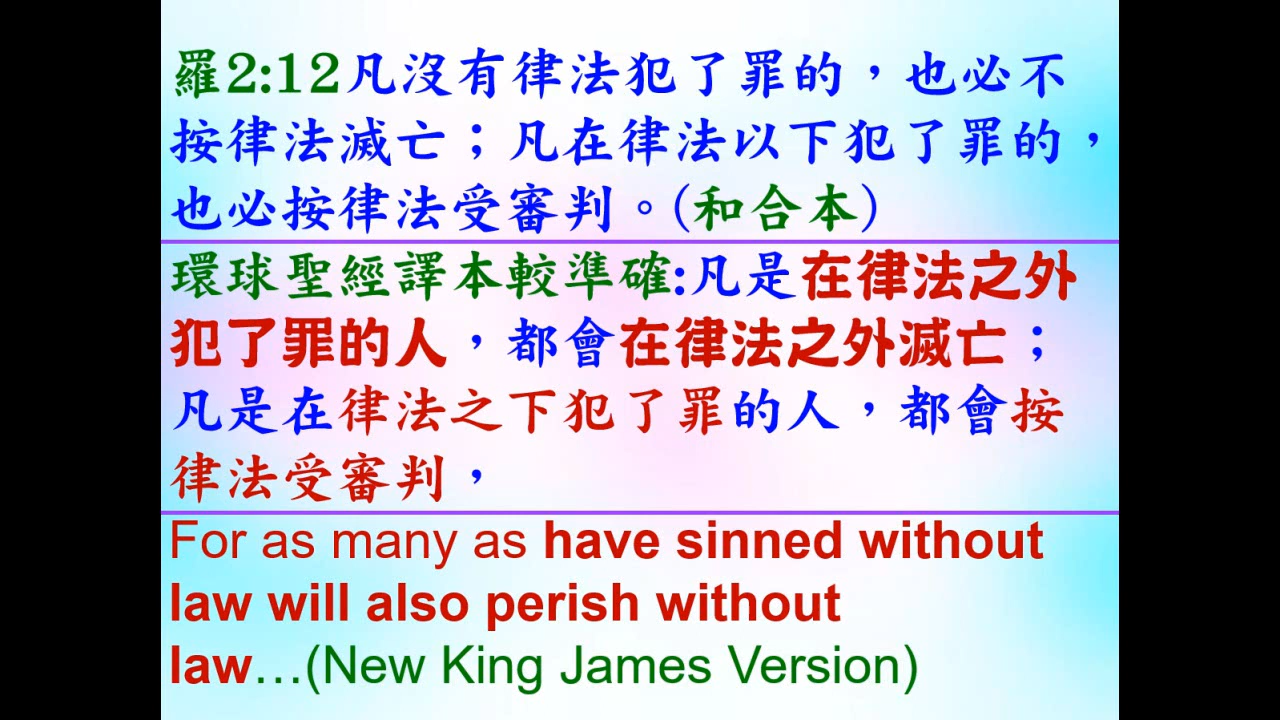 羅2:12凡沒有律法犯了罪的，也必不
按律法滅亡；凡在律法以下犯了罪的，
也必按律法受審判。(和合本)
環球聖經譯本較準確:凡是在律法之外
犯了罪的人，都會在律法之外滅亡；
凡是在律法之下犯了罪的人，都會按
律法受審判，
For as many as have sinned without
law will also perish without
law…(New King James Version)